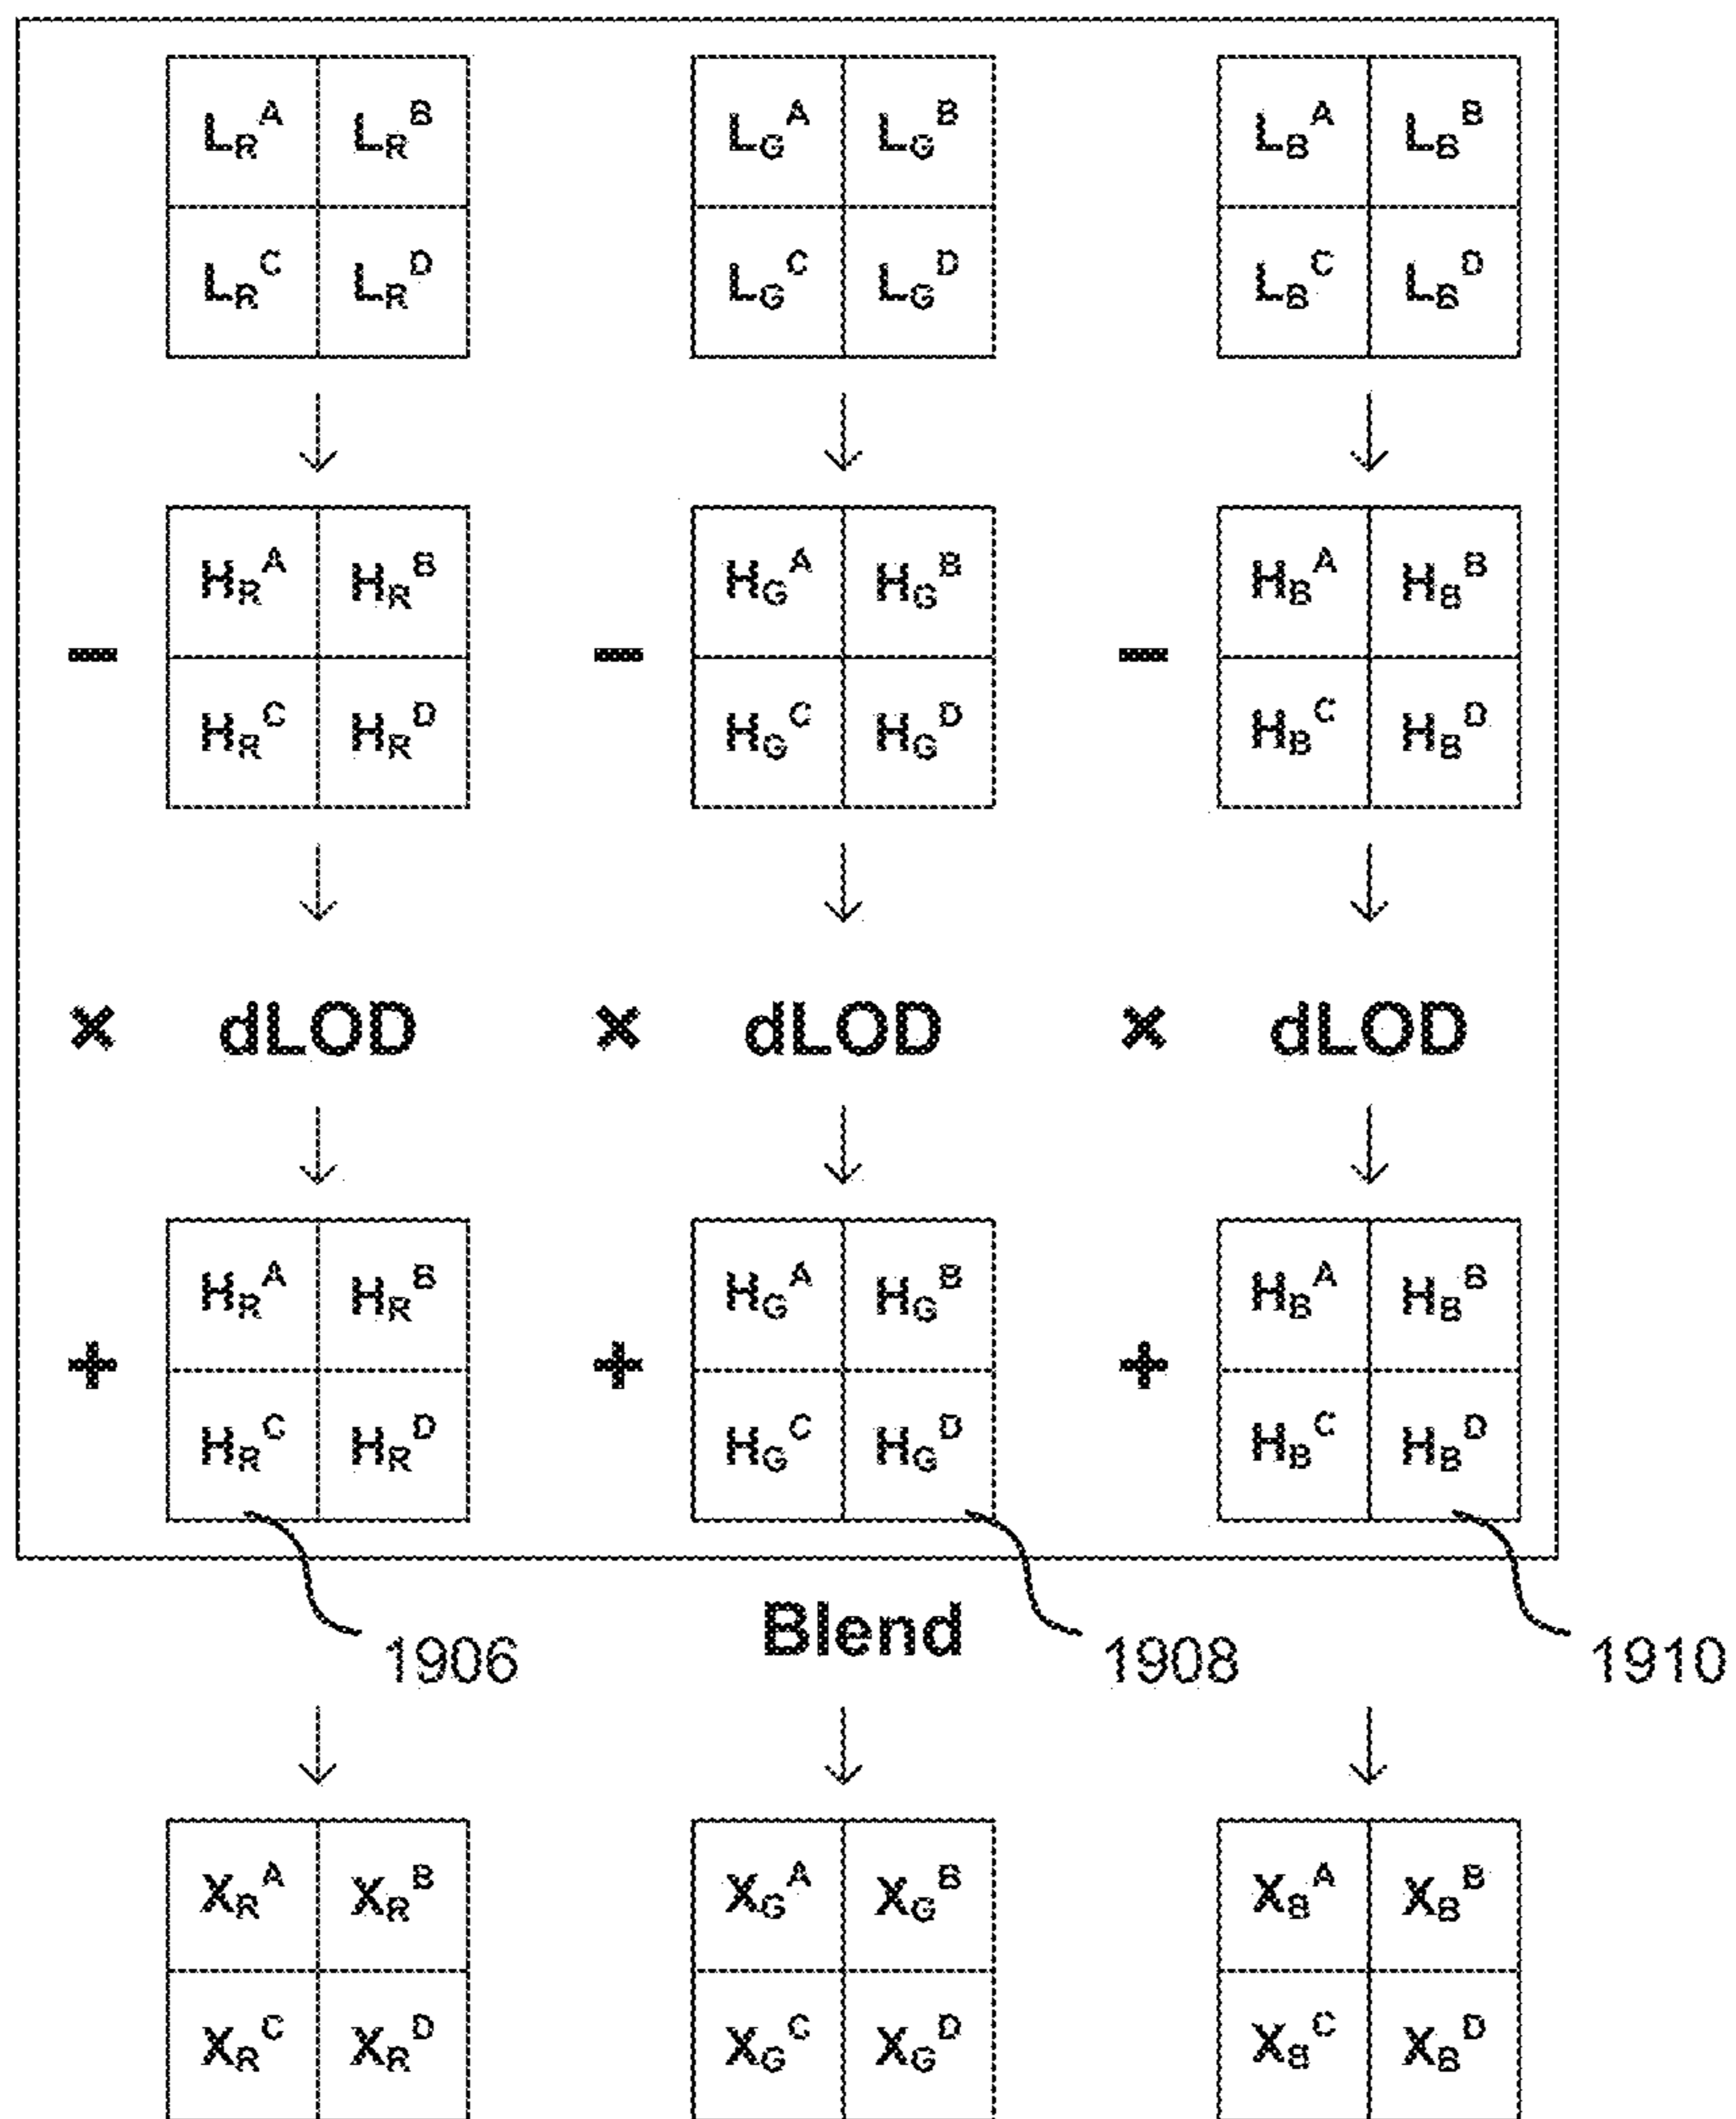 L_R^A L_R^B L_G^A L_G^B L_B^A L_B^B
L_R^C L_R^D L_G^C L_G^D L_B^C L_B^D
H_R^A H_R^B H_G^A H_G^B H_B^A H_B^B
− − −
H_R^C H_R^D H_G^C H_G^D H_B^C H_B^D
× dLOD × dLOD × dLOD
H_R^A H_R^B H_G^A H_G^B H_B^A H_B^B
+ + +
H_R^C H_R^D H_G^C H_G^D H_B^C H_B^D
Blend
1906 1908 1910
X_R^A X_R^B X_G^A X_G^B X_B^A X_B^B
X_R^C X_R^D X_G^C X_G^D X_B^C X_B^D